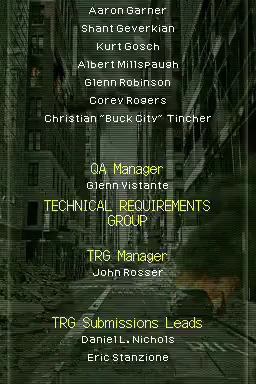 Aaron Garner
Shant Geverkian
Kurt Gosch
Albert Millspaugh
Glenn Robinson
Corey Rogers
Christian "Buck City" Tincher
QA Manager
Glenn Vistante
TECHNICAL REQUIREMENTS
GROUP
TRG Manager
John Rosser
TRG Submissions Leads
Daniel L. Nichols
Eric Stanzione